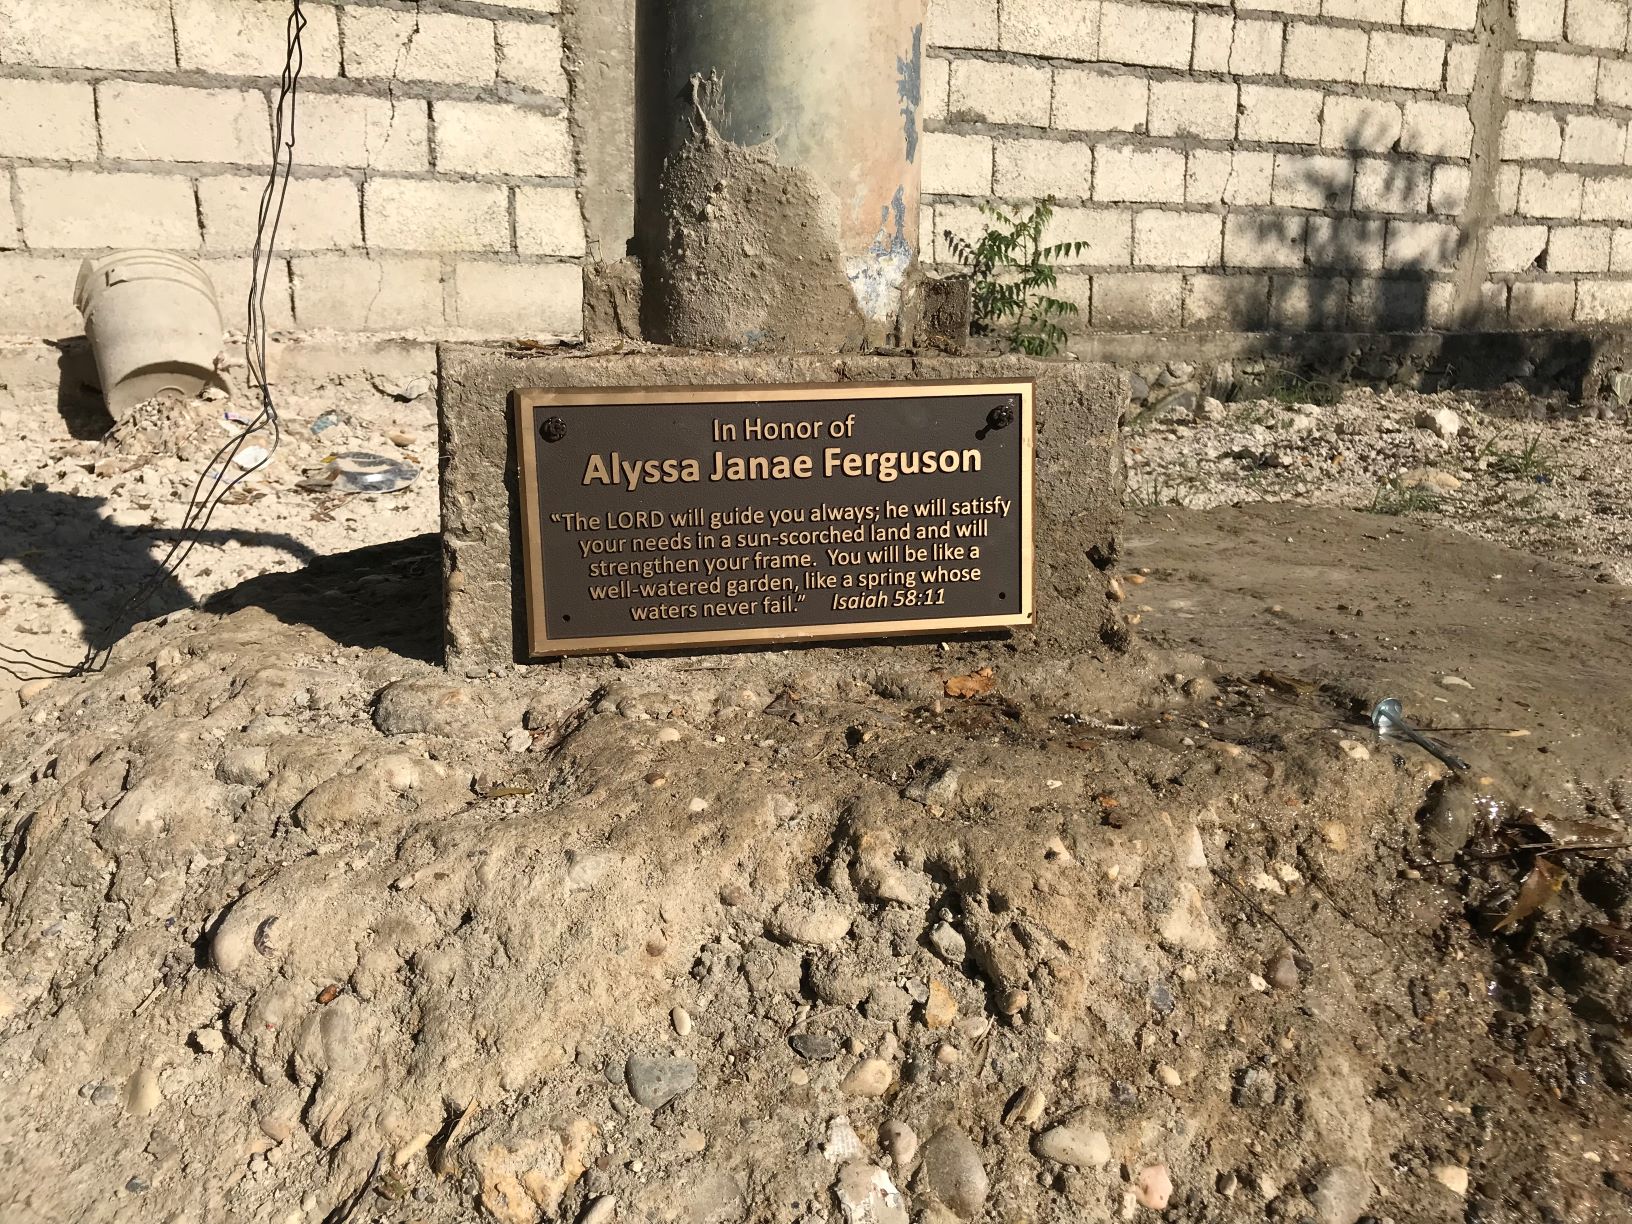 In Honor of
Alyssa Janae Ferguson
“The LORD will guide you always; he will satisfy
your needs in a sun-scorched land and will
strengthen your frame. You will be like a
well-watered garden, like a spring whose
waters never fail.” Isaiah 58:11